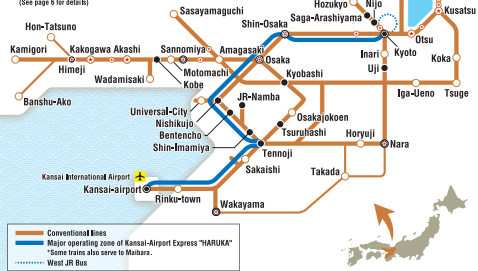 (See page 6 for details)
Hozukyo
Nijo
Sasayamaguchi
Saga-Arashiyama
Kusatsu
Hon-Tatsuno
Shin-Osaka
Kamigori
Kakogawa
Akashi
Sannomiya
Amagasaki
Kyoto
Otsu
Inari
Koka
Himeji
Motomachi
Osaka
Uji
Wadamisaki
Kobe
Kyobashi
Banshu-Ako
Iga-Ueno
Tsuge
Universal-City
JR-Namba
Nishikujo
Osakajokoen
Bentencho
Tsuruhashi
Shin-Imamiya
Horyuji
Nara
Tennoji
Kansai International Airport
Sakaishi
Takada
Kansai-airport
Rinku-town
Wakayama
Conventional lines
Major operating zone of Kansai-Airport Express "HARUKA"
*Some trains also serve to Maibara.
West JR Bus